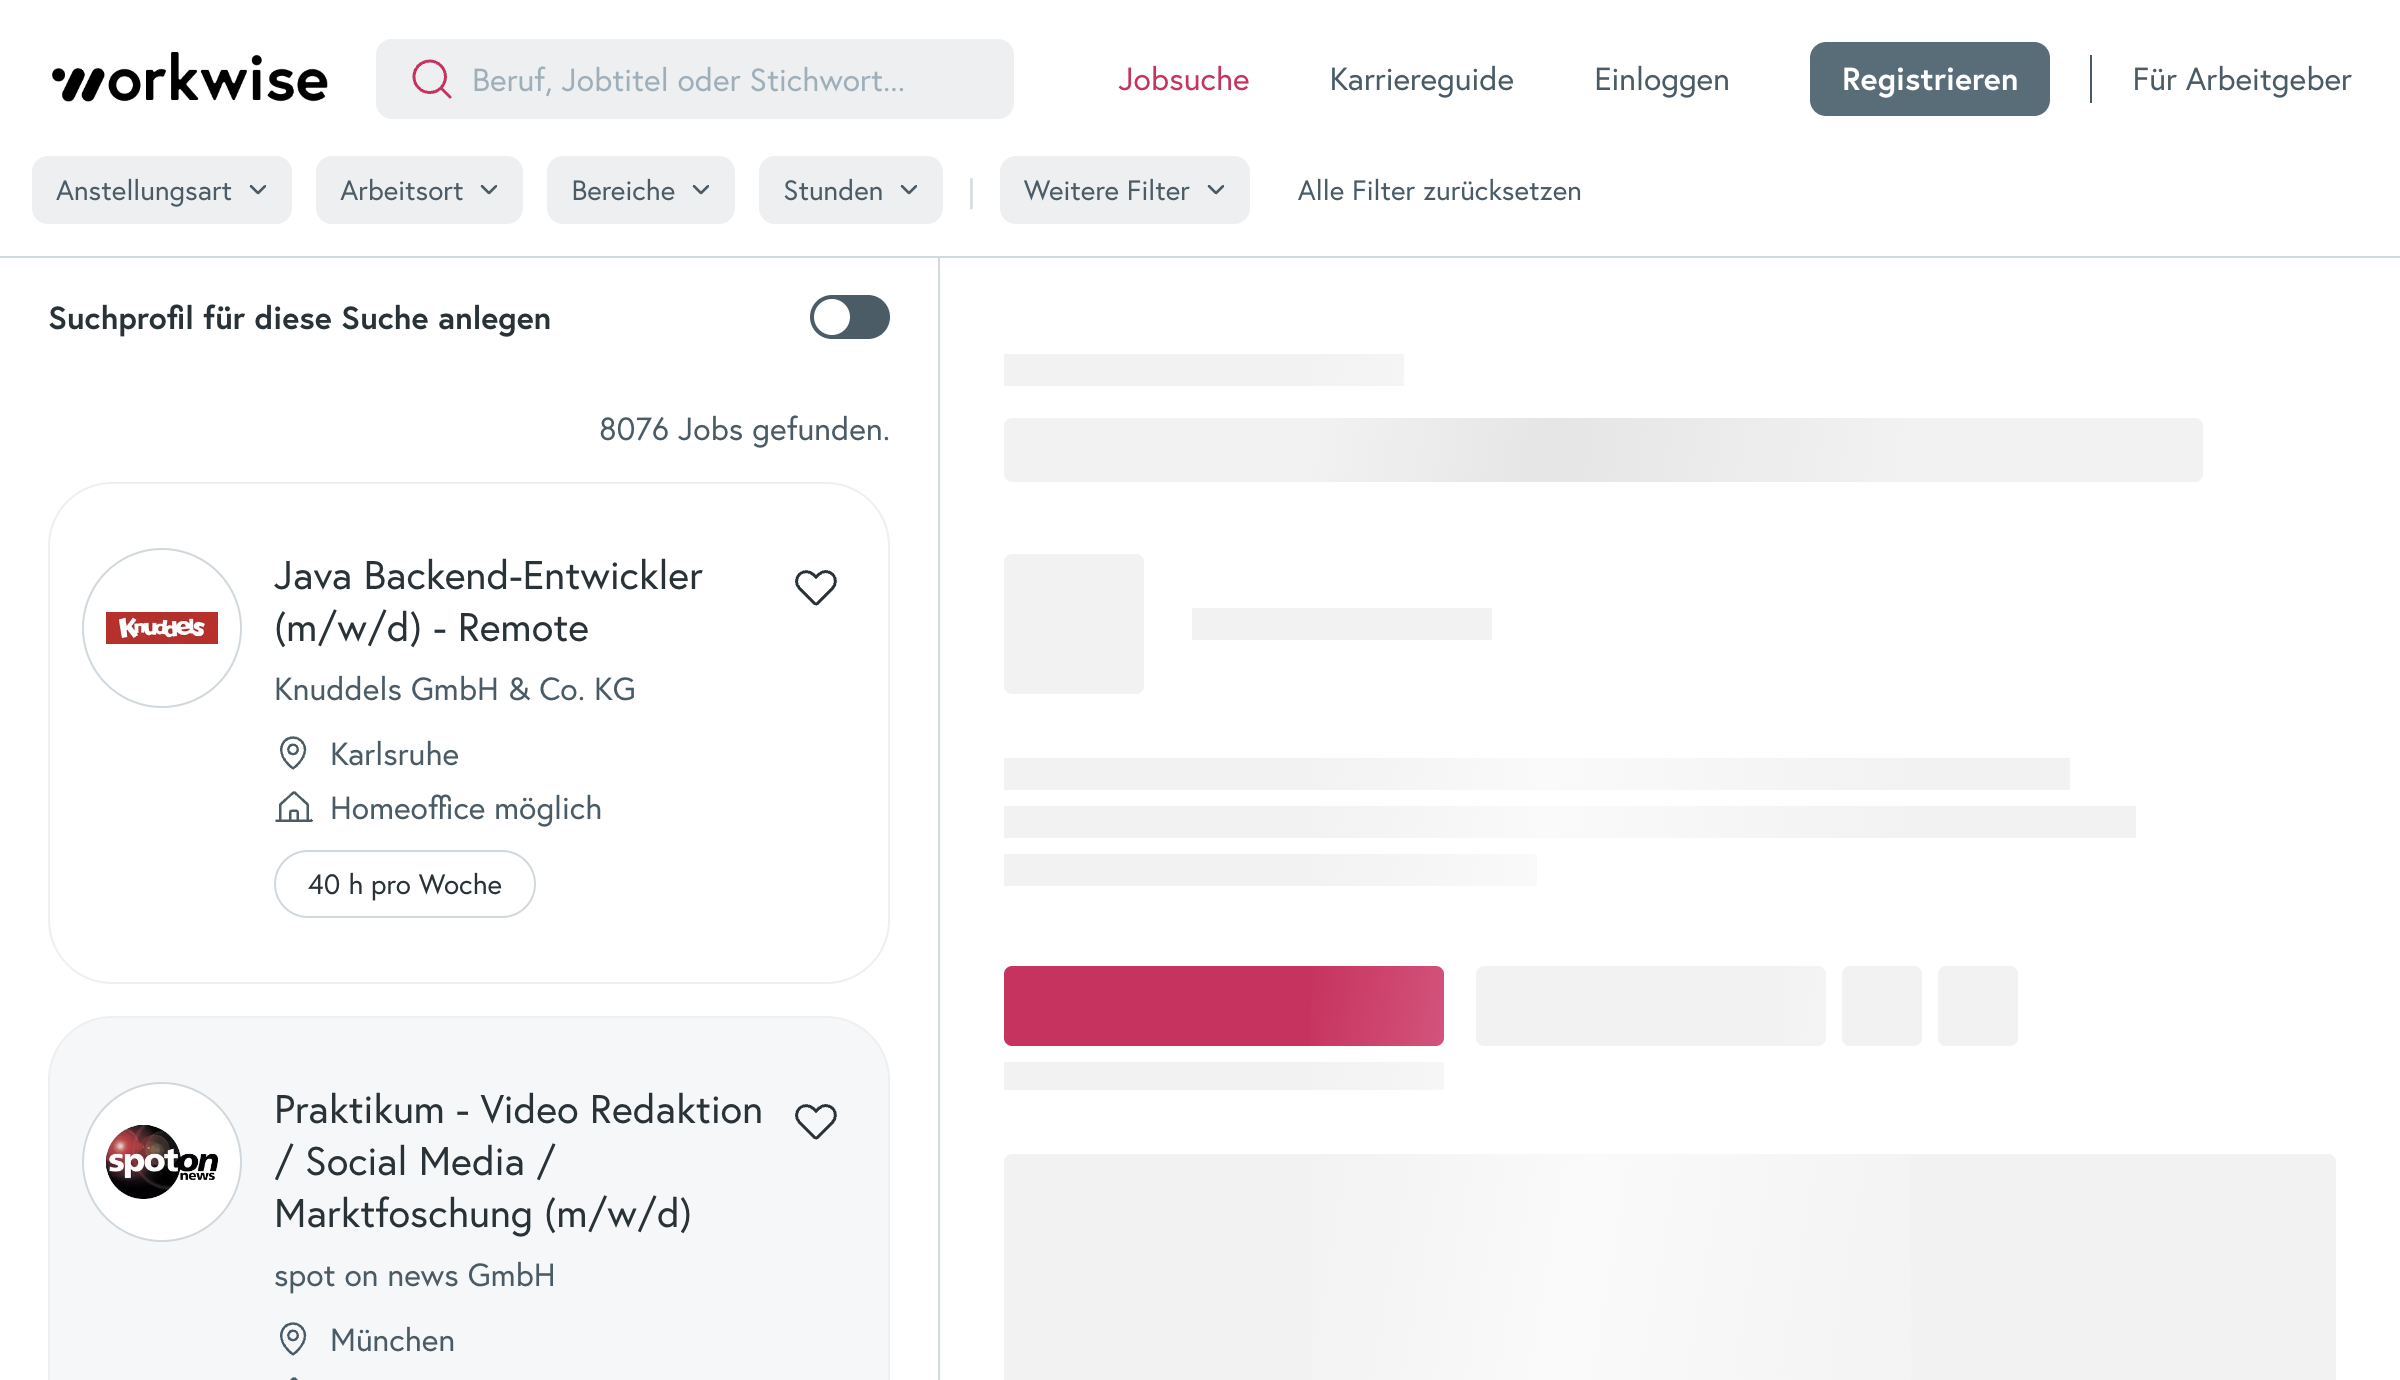 workwise
Beruf, Jobtitel oder Stichwort...
Jobsuche
Karriereguide
Einloggen
Registrieren
Für Arbeitgeber
Anstellungsart
Arbeitsort
Bereiche
Stunden
Weitere Filter
Alle Filter zurücksetzen
Suchprofil für diese Suche anlegen
8076 Jobs gefunden.
Knuddels
Java Backend-Entwickler
(m/w/d) - Remote
Knuddels GmbH & Co. KG
Karlsruhe
Homeoffice möglich
40 h pro Woche
spot on
news
Praktikum - Video Redaktion
/ Social Media /
Marktfoschung (m/w/d)
spot on news GmbH
München